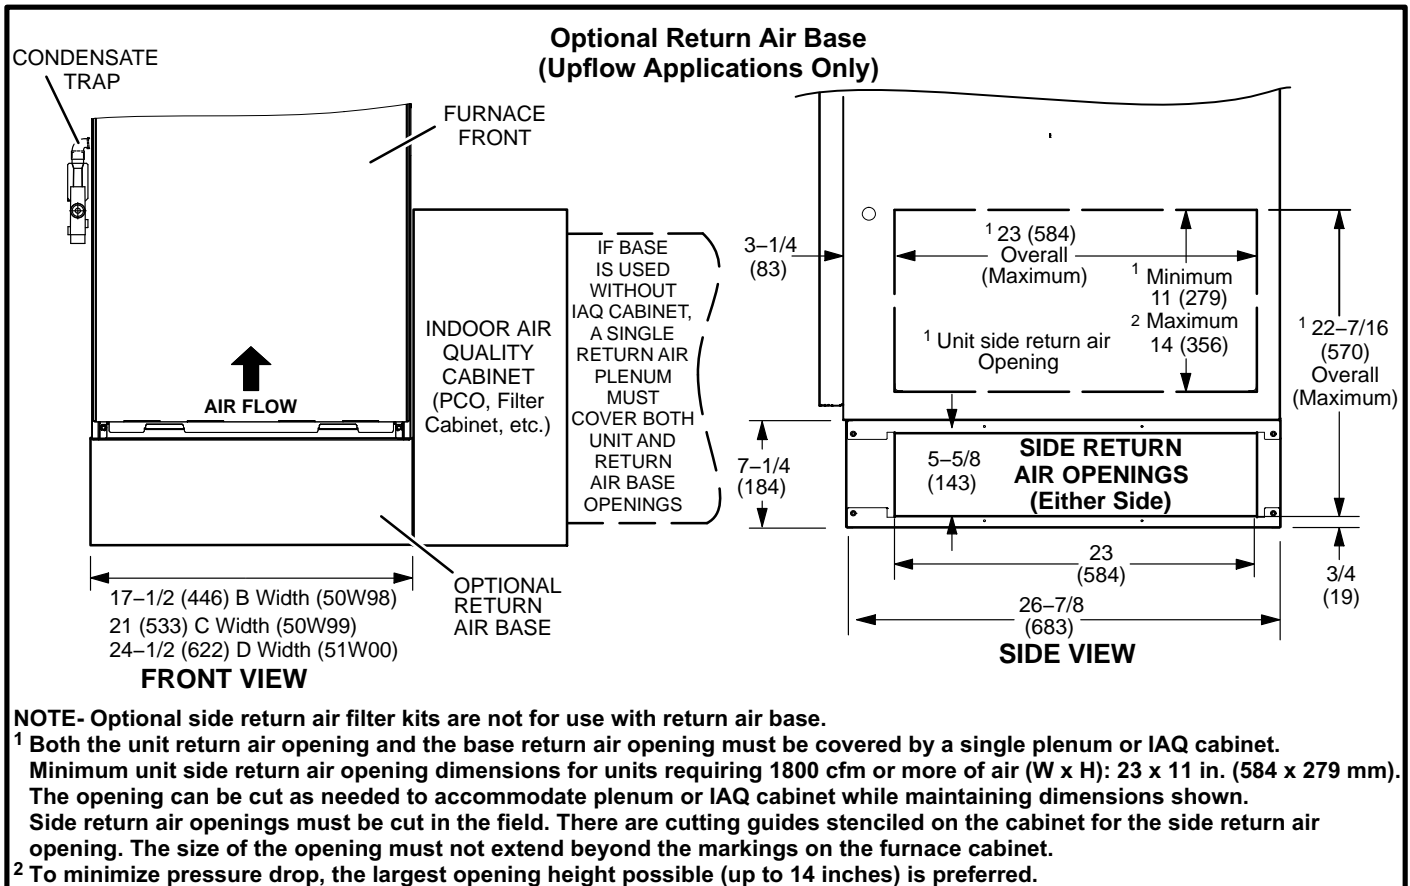 Optional Return Air Base
(Upflow Applications Only)
CONDENSATE
TRAP
FURNACE
FRONT
AIR FLOW
INDOOR AIR
QUALITY
CABINET
(PCO, Filter
Cabinet, etc.)
IF BASE
IS USED
WITHOUT
IAQ CABINET,
A SINGLE
RETURN AIR
PLENUM
MUST
COVER BOTH
UNIT AND
RETURN
AIR BASE
OPENINGS
OPTIONAL
RETURN
AIR BASE
17–1/2 (446) B Width (50W98)
21 (533) C Width (50W99)
24–1/2 (622) D Width (51W00)
FRONT VIEW
3–1/4
(83)
1 23 (584)
Overall
(Maximum)
1 Minimum
11 (279)
2 Maximum
14 (356)
1 Unit side return air
Opening
1 22–7/16
(570)
Overall
(Maximum)
7–1/4
(184)
5–5/8
(143)
SIDE RETURN
AIR OPENINGS
(Either Side)
23
(584)
3/4
(19)
26–7/8
(683)
SIDE VIEW
NOTE- Optional side return air filter kits are not for use with return air base.
1 Both the unit return air opening and the base return air opening must be covered by a single plenum or IAQ cabinet.
Minimum unit side return air opening dimensions for units requiring 1800 cfm or more of air (W x H): 23 x 11 in. (584 x 279 mm).
The opening can be cut as needed to accommodate plenum or IAQ cabinet while maintaining dimensions shown.
Side return air openings must be cut in the field. There are cutting guides stenciled on the cabinet for the side return air
opening. The size of the opening must not extend beyond the markings on the furnace cabinet.
2 To minimize pressure drop, the largest opening height possible (up to 14 inches) is preferred.